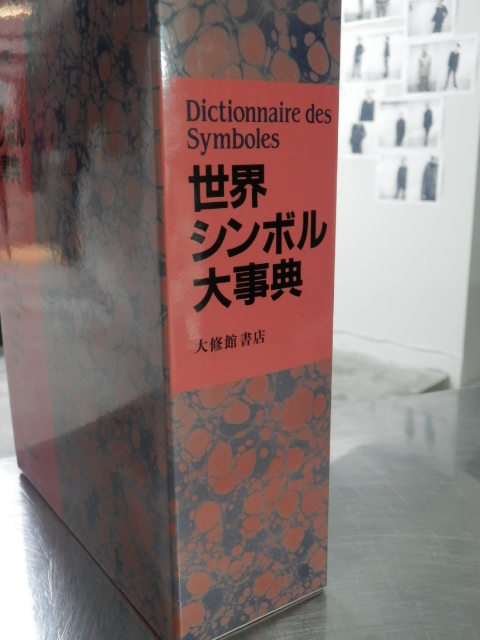 Dictionnaire des
Symboles
世界
シンボル
大事典
大修館書店